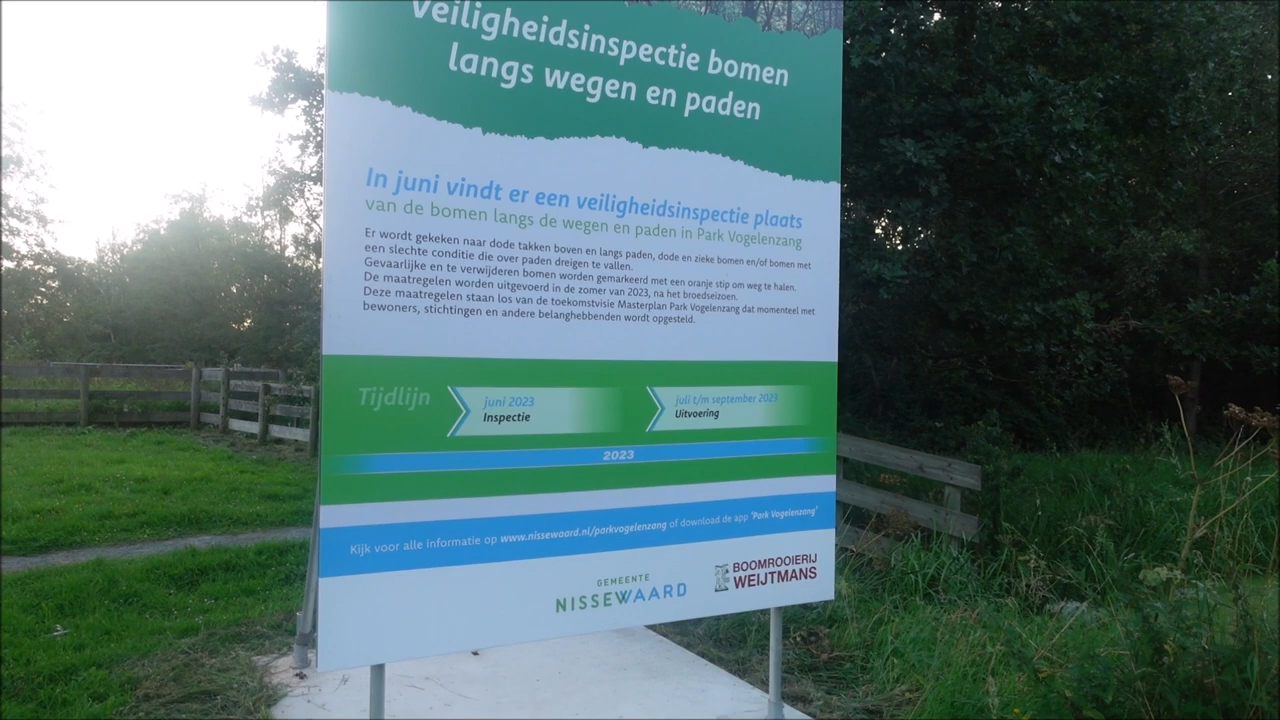 veiligheidsinspectie bomen
langs wegen en paden
In juni vindt er een veiligheidsinspectie plaats
van de bomen langs de wegen en paden in Park Vogelenzang
Er wordt gekeken naar dode takken boven en langs paden, dode en zieke bomen en/of bomen met
een slechte conditie die over paden dreigen te vallen.
Gevaarlijke en te verwijderen bomen worden gemarkeerd met een oranje stip om weg te halen.
De maatregelen worden uitgevoerd in de zomer van 2023, na het broedseizoen.
Deze maatregelen staan los van de toekomstvisie Masterplan Park Vogelenzang dat momenteel met
bewoners, stichtingen en andere belanghebbenden wordt opgesteld.
Tijdlijn
juni 2023
Inspectie
juli t/m september 2023
Uitvoering
2023
Kijk voor alle informatie op www.nissewaard.nl/parkvogelenzang of download de app 'Park Vogelenzang'
GEMEENTE
NISSEWAARD
BOOMROOIERIJ
WEIJTMANS